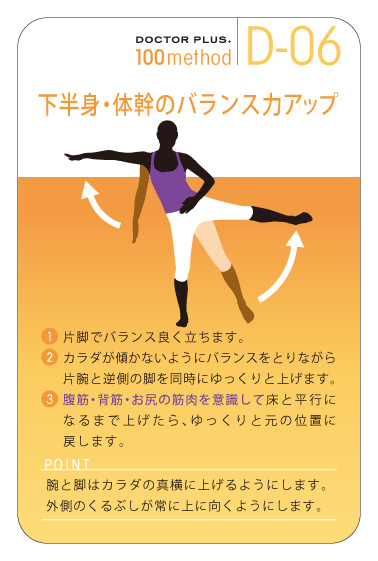 DOCTOR PLUS.
100method
D-06
下半身・体幹のバランス力アップ
1 片脚でバランス良く立ちます。
2 カラダが傾かないようにバランスをとりながら
片腕と逆側の脚を同時にゆっくりと上げます。
3 腹筋・背筋・お尻の筋肉を意識して床と平行に
なるまで上げたら、ゆっくりと元の位置に
戻します。
POINT
腕と脚はカラダの真横に上げるようにします。
外側のくるぶしが常に上に向くようにします。